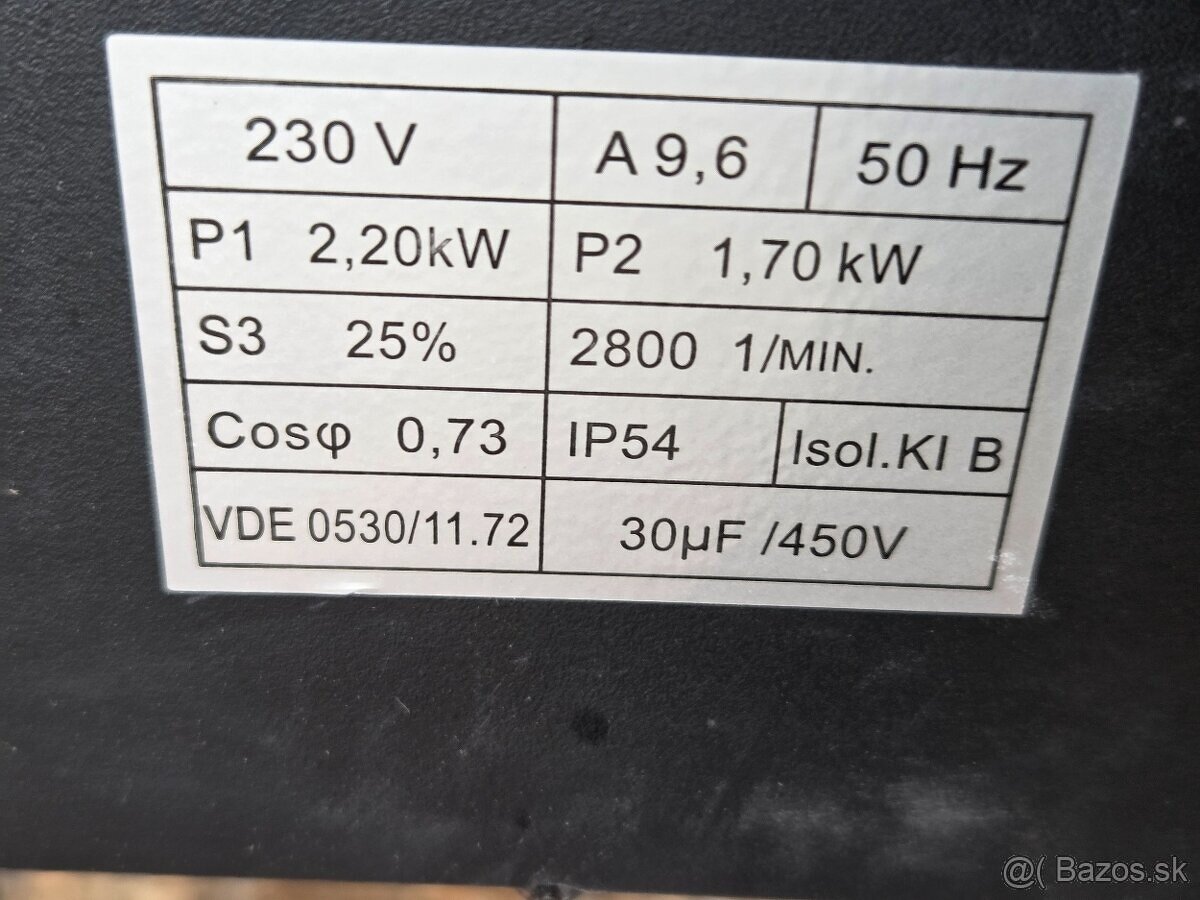 230 V A 9,6 50 Hz
P1 2,20kW P2 1,70 kW
S3 25% 2800 1/MIN.
Cosφ 0,73 IP54 Isol.KI B
VDE 0530/11.72 30µF /450V
@( Bazos.sk